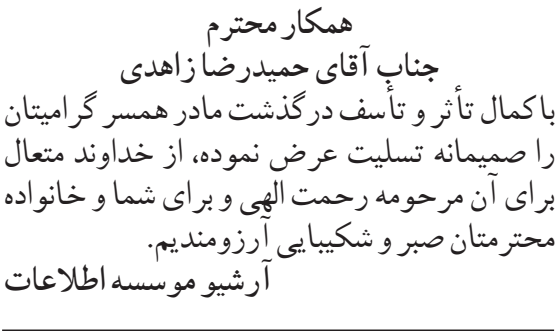 همکار محترم
جناب آقای حمیدرضا زاهدی
باکمال تأثر و تأسف درگذشت مادر همسر گرامیتان
را صمیمانه تسلیت عرض نموده، از خداوند متعال
برای آن مرحومه رحمت الهی و برای شما و خانواده
محترمتان صبر و شکیبایی آرزومندیم.
آرشیو موسسه اطلاعات